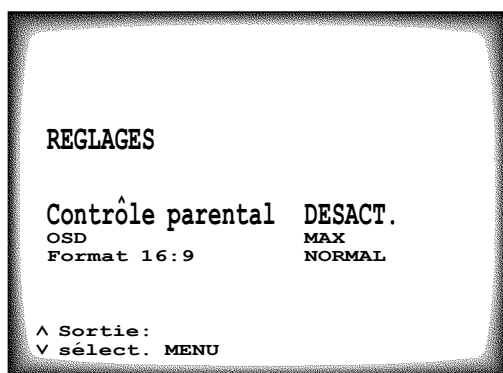 REGLAGES
Contrôle parental DESACT.
OSD MAX
Format 16:9 NORMAL
^ Sortie:
v sélect. MENU